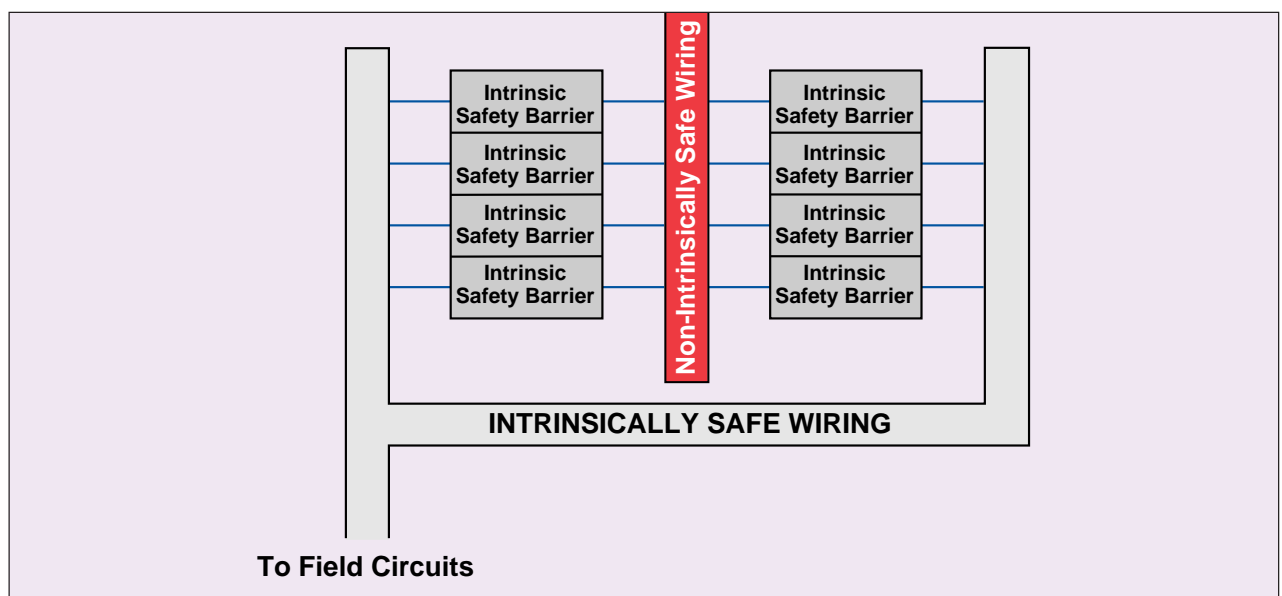 Intrinsic
Safety Barrier
Intrinsic
Safety Barrier
Intrinsic
Safety Barrier
Intrinsic
Safety Barrier
Non-Intrinsically Safe Wiring
Intrinsic
Safety Barrier
Intrinsic
Safety Barrier
Intrinsic
Safety Barrier
Intrinsic
Safety Barrier
INTRINSICALLY SAFE WIRING
To Field Circuits